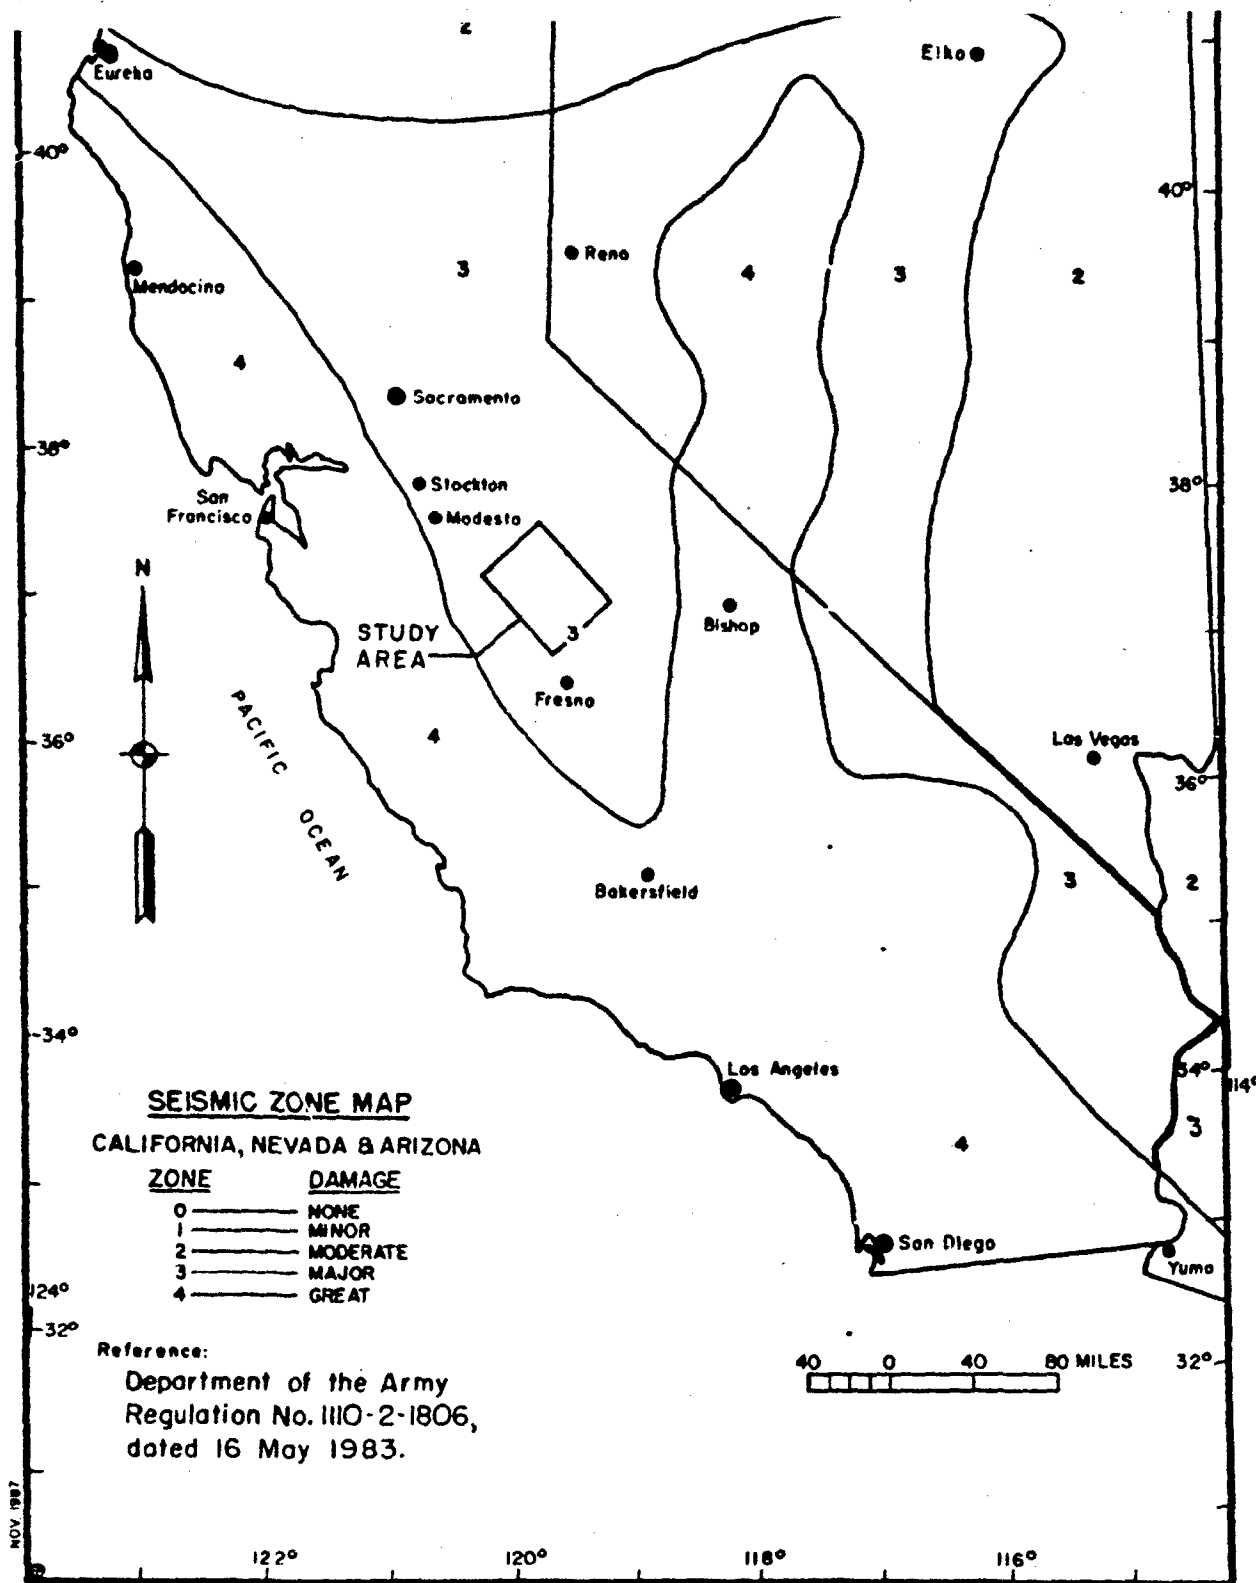 2
Elko
Eureka
40°
40°
Reno
3
4
3
2
Mendocino
4
Sacramento
38°
Stockton
38°
San
Francisco
Modesto
N
3
STUDY
AREA
Bishop
Fresno
PACIFIC OCEAN
4
36°
Las Vegas
36°
3
2
Bakersfield
34°
34°
114°
Los Angeles
SEISMIC ZONE MAP
CALIFORNIA, NEVADA & ARIZONA
ZONE DAMAGE
0 NONE
1 MINOR
2 MODERATE
3 MAJOR
4 GREAT
3
4
San Diego
Yuma
124°
32°
Reference:
Department of the Army
Regulation No. 1110-2-1806,
dated 16 May 1983.
40 0 40 80 MILES
32°
NOV. 1987
122° 120° 118° 116°